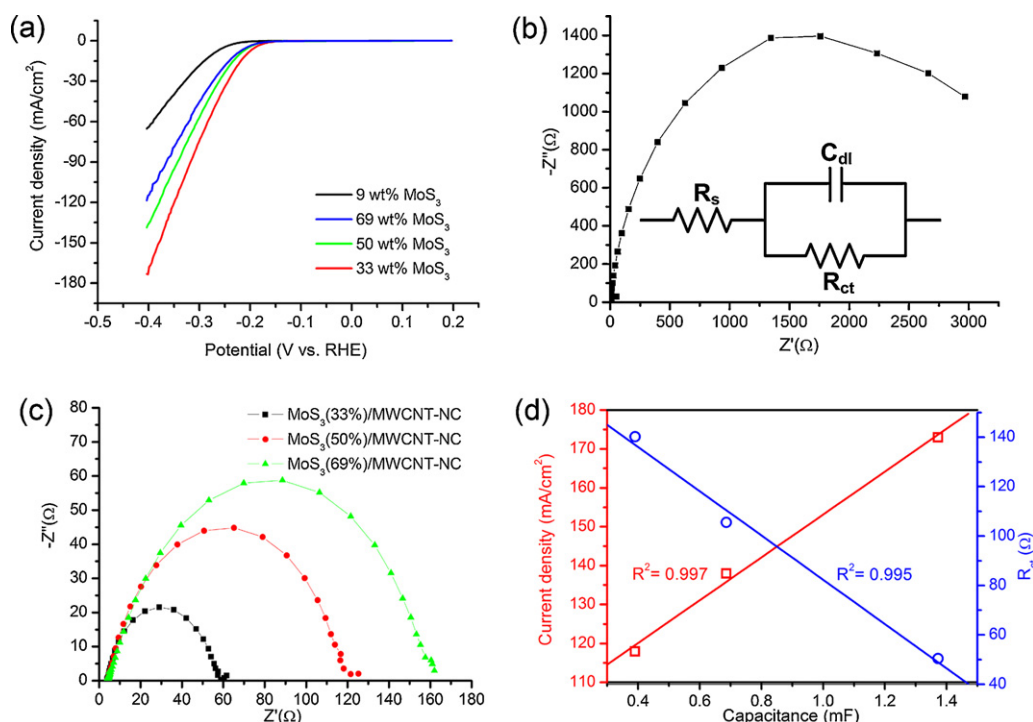 (a)
0
-30
-60
-90
-120
-150
-180
Current density (mA/cm²)
9 wt% MoS₃
69 wt% MoS₃
50 wt% MoS₃
33 wt% MoS₃
-0.5 -0.4 -0.3 -0.2 -0.1 0.0 0.1 0.2
Potential (V vs. RHE)
(b)
1400
1200
1000
800
600
400
200
0
-Z''(Ω)
C_dl
R_s
R_ct
0 500 1000 1500 2000 2500 3000
Z'(Ω)
(c)
80
70
60
50
40
30
20
10
0
-Z''(Ω)
MoS₃(33%)/MWCNT-NC
MoS₃(50%)/MWCNT-NC
MoS₃(69%)/MWCNT-NC
0 20 40 60 80 100 120 140 160 180
Z'(Ω)
(d)
180
170
160
150
140
130
120
110
Current density (mA/cm²)
R²= 0.997
R²= 0.995
140
120
100
80
60
40
R_ct (Ω)
0.4 0.6 0.8 1.0 1.2 1.4
Capacitance (mF)